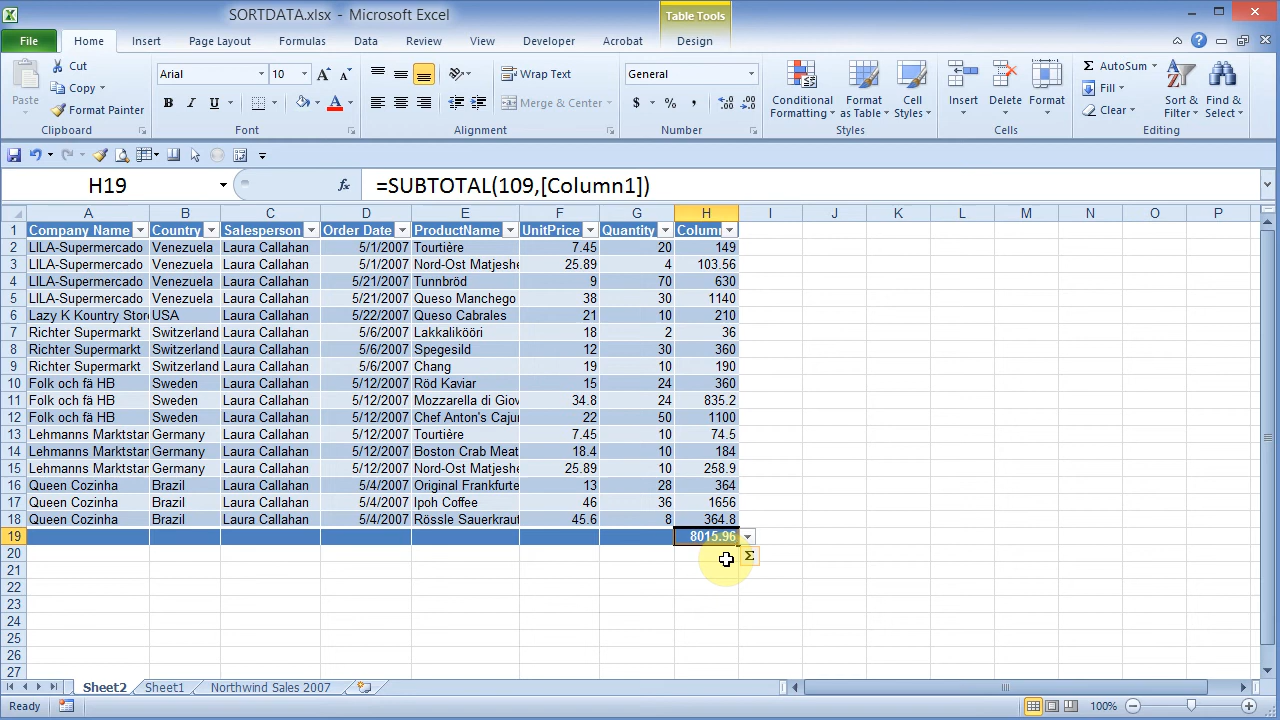 SORTDATA.xlsx - Microsoft Excel
Table Tools
File Home Insert Page Layout Formulas Data Review View Developer Acrobat Design
Paste
Cut
Copy
Format Painter
Clipboard
Arial 10
B I U
Font
Wrap Text
Merge & Center
Alignment
General
$ % ,
Number
Conditional Formatting
Format as Table
Cell Styles
Styles
Insert
Delete
Format
Cells
Σ AutoSum
Fill
Clear
Sort & Filter
Find & Select
Editing
H19 fx =SUBTOTAL(109,[Column1])
A B C D E F G H I J K L M N O P
1 Company Name Country Salesperson Order Date ProductName UnitPrice Quantity Colum
2 LILA-Supermercado Venezuela Laura Callahan 5/1/2007 Tourtière 7.45 20 149
3 LILA-Supermercado Venezuela Laura Callahan 5/1/2007 Nord-Ost Matjeshe 25.89 4 103.56
4 LILA-Supermercado Venezuela Laura Callahan 5/21/2007 Tunnbröd 9 70 630
5 LILA-Supermercado Venezuela Laura Callahan 5/21/2007 Queso Manchego 38 30 1140
6 Lazy K Kountry Stor USA Laura Callahan 5/22/2007 Queso Cabrales 21 10 210
7 Richter Supermarkt Switzerland Laura Callahan 5/6/2007 Lakkalikööri 18 2 36
8 Richter Supermarkt Switzerland Laura Callahan 5/6/2007 Spegesild 12 30 360
9 Richter Supermarkt Switzerland Laura Callahan 5/6/2007 Chang 19 10 190
10 Folk och fä HB Sweden Laura Callahan 5/12/2007 Röd Kaviar 15 24 360
11 Folk och fä HB Sweden Laura Callahan 5/12/2007 Mozzarella di Giov 34.8 24 835.2
12 Folk och fä HB Sweden Laura Callahan 5/12/2007 Chef Anton's Cajur 22 50 1100
13 Lehmanns Marktstan Germany Laura Callahan 5/12/2007 Tourtière 7.45 10 74.5
14 Lehmanns Marktstan Germany Laura Callahan 5/12/2007 Boston Crab Meat 18.4 10 184
15 Lehmanns Marktstan Germany Laura Callahan 5/12/2007 Nord-Ost Matjeshe 25.89 10 258.9
16 Queen Cozinha Brazil Laura Callahan 5/4/2007 Original Frankfurte 13 28 364
17 Queen Cozinha Brazil Laura Callahan 5/4/2007 Ipoh Coffee 46 36 1656
18 Queen Cozinha Brazil Laura Callahan 5/4/2007 Rössle Sauerkraut 45.6 8 364.8
19 8015.96
20 Σ
21
22
23
24
25
26
27
Sheet2 Sheet1 Northwind Sales 2007
Ready 100%